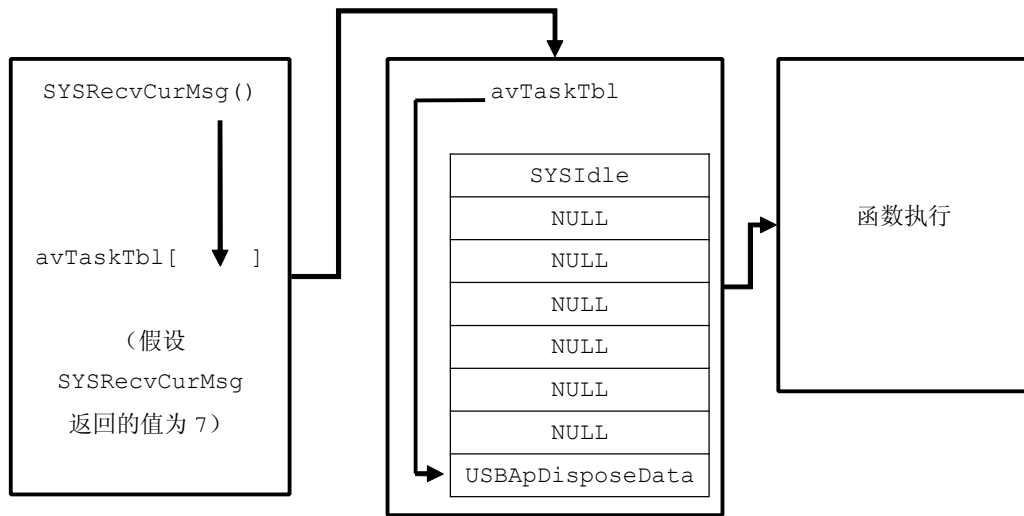 SYSRecvCurMsg()
avTaskTbl[ ]
（假设
SYSRecvCurMsg
返回的值为 7）
avTaskTbl
SYSIdle
NULL
NULL
NULL
NULL
NULL
NULL
USBApDisposeData
函数执行